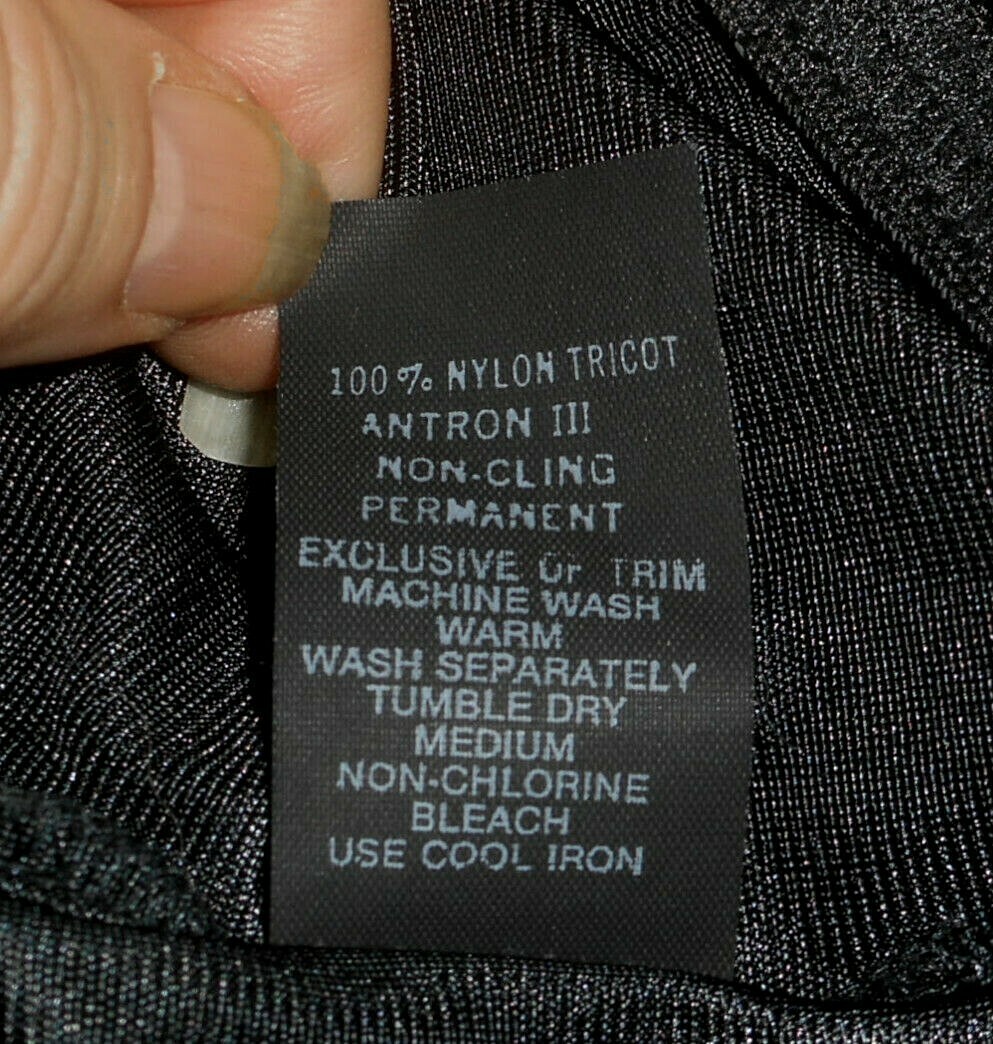 100% NYLON TRICOT
ANTRON III
NON-CLING
PERMANENT
EXCLUSIVE Or TRIM
MACHINE WASH
WARM
WASH SEPARATELY
TUMBLE DRY
MEDIUM
NON-CHLORINE
BLEACH
USE COOL IRON